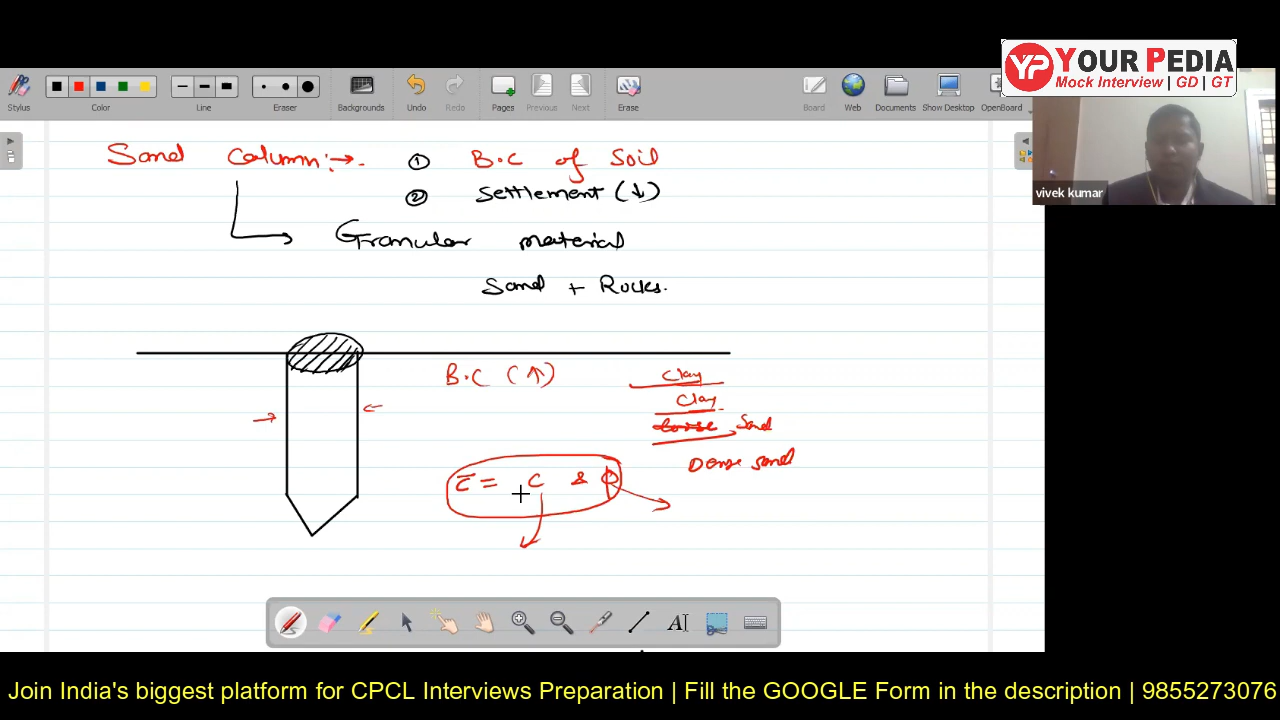 YP YOUR PEDIA
Mock Interview | GD | GT
Stylus Color Line Eraser Backgrounds Undo Redo Pages Previous Next Erase Board Web Documents Show Desktop OpenBoard
vivek kumar
Sand Column:→. ① B.C of Soil
② Settlement (↓)
Granular material
Sand + Rocks.
B.C (↑)
Clay
Clay
loose Sand
Dense sand
τ = C & φ
Join India's biggest platform for CPCL Interviews Preparation | Fill the GOOGLE Form in the description | 9855273076